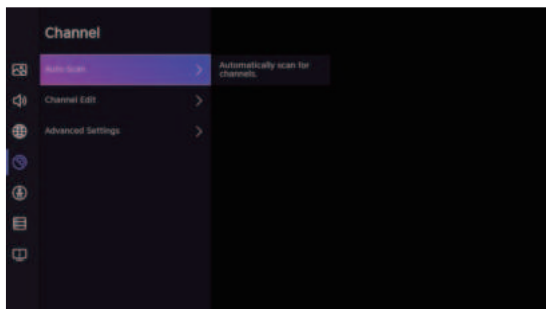 Channel
Auto Scan
Automatically scan for
channels.
Channel Edit
Advanced Settings